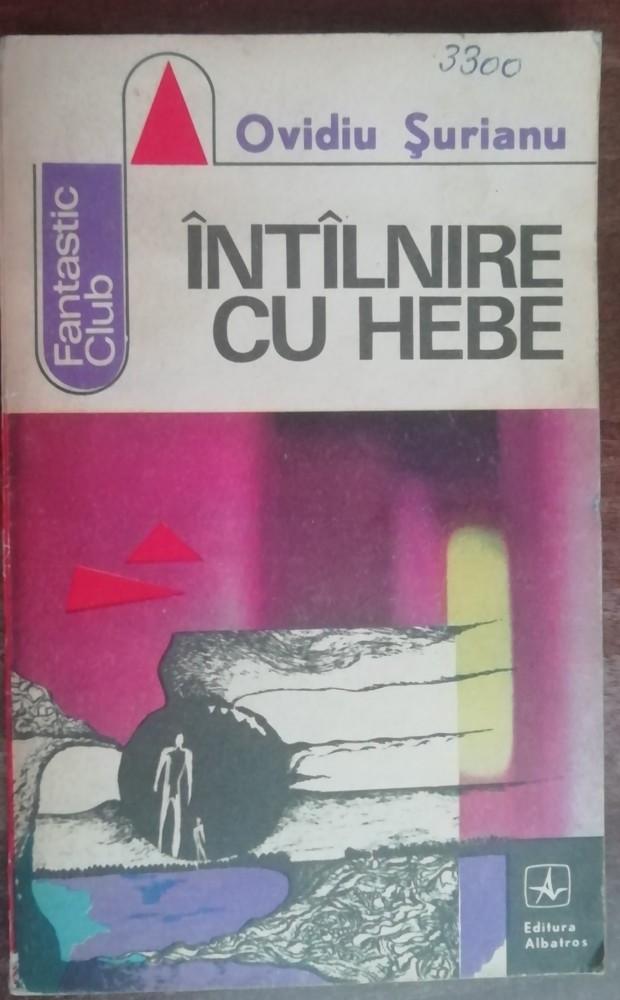 3300
Ovidiu Şurianu
Fantastic
Club
ÎNTÎLNIRE
CU HEBE
Editura
Albatros